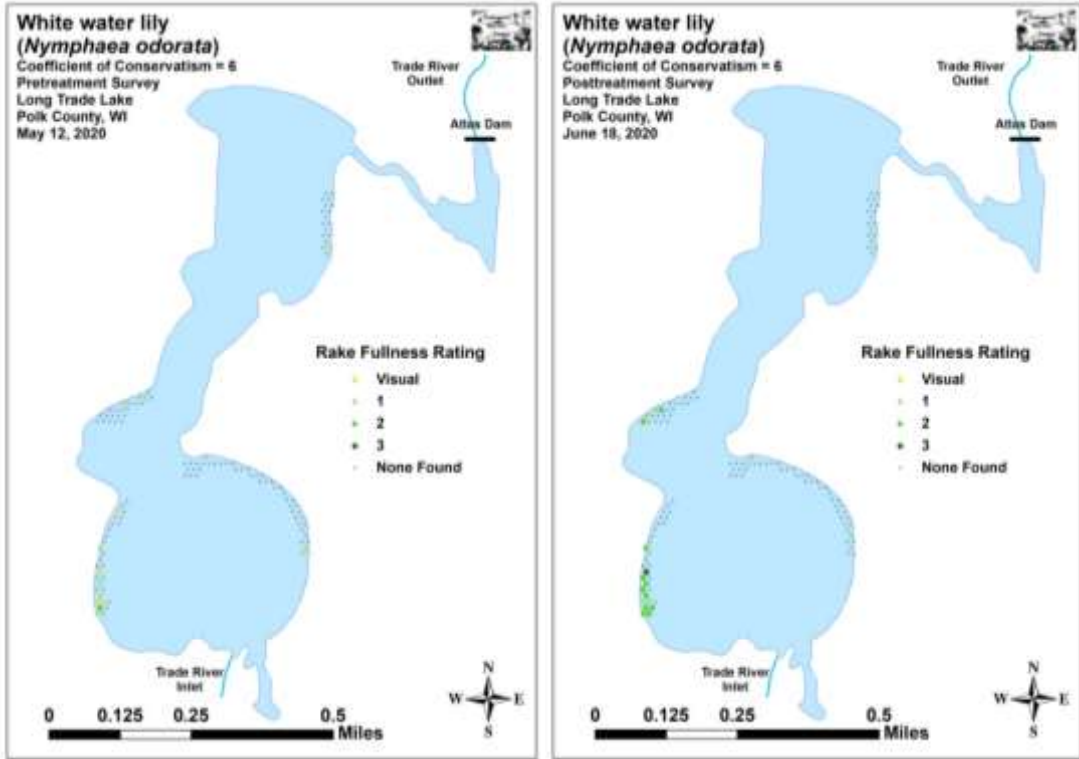 White water lily
(Nymphaea odorata)
Coefficient of Conservatism = 6
Pretreatment Survey
Long Trade Lake
Polk County, WI
May 12, 2020
Trade River
Outlet
Atlas Dam
Rake Fullness Rating
Visual
1
2
3
None Found
Trade River
Inlet
N
W
E
S
0
0.125
0.25
0.5
Miles
White water lily
(Nymphaea odorata)
Coefficient of Conservatism = 6
Posttreatment Survey
Long Trade Lake
Polk County, WI
June 18, 2020
Trade River
Outlet
Atlas Dam
Rake Fullness Rating
Visual
1
2
3
None Found
Trade River
Inlet
N
W
E
S
0
0.125
0.25
0.5
Miles